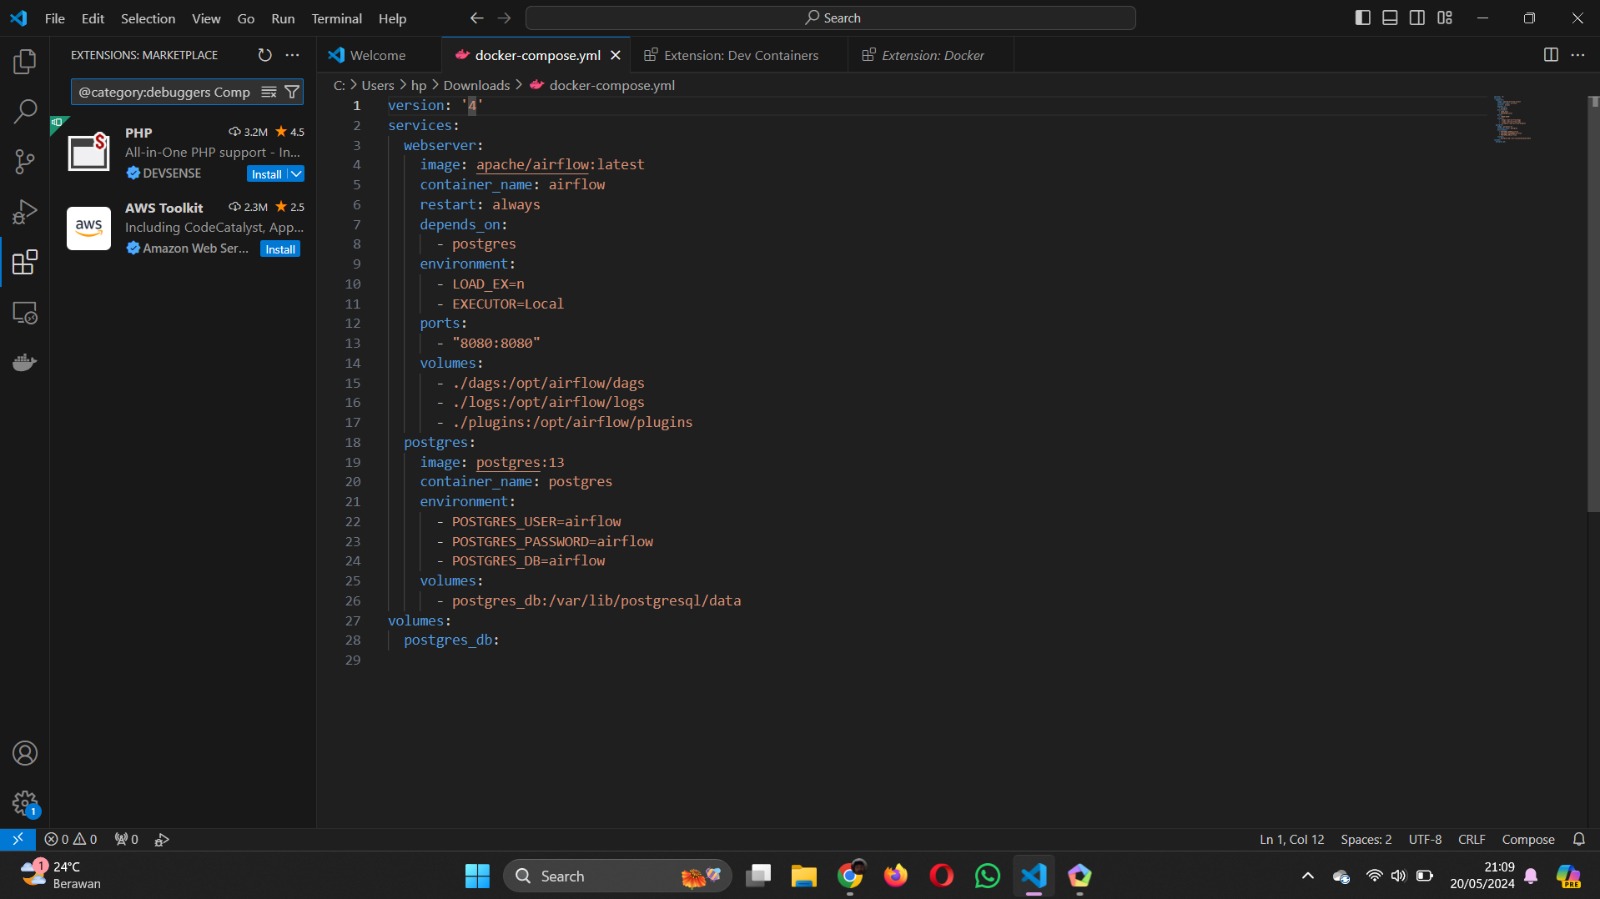 File Edit Selection View Go Run Terminal Help
Search
EXTENSIONS: MARKETPLACE
@category:debuggers Comp
PHP 3.2M 4.5
All-in-One PHP support - In...
DEVSENSE Install
AWS Toolkit 2.3M 2.5
aws
Including CodeCatalyst, App...
Amazon Web Ser... Install
Welcome docker-compose.yml Extension: Dev Containers Extension: Docker
C: > Users > hp > Downloads > docker-compose.yml
1 version: '4'
2 services:
3 webserver:
4 image: apache/airflow:latest
5 container_name: airflow
6 restart: always
7 depends_on:
8 - postgres
9 environment:
10 - LOAD_EX=n
11 - EXECUTOR=Local
12 ports:
13 - "8080:8080"
14 volumes:
15 - ./dags:/opt/airflow/dags
16 - ./logs:/opt/airflow/logs
17 - ./plugins:/opt/airflow/plugins
18 postgres:
19 image: postgres:13
20 container_name: postgres
21 environment:
22 - POSTGRES_USER=airflow
23 - POSTGRES_PASSWORD=airflow
24 - POSTGRES_DB=airflow
25 volumes:
26 - postgres_db:/var/lib/postgresql/data
27 volumes:
28 postgres_db:
29
1
0 0 0 Ln 1, Col 12 Spaces: 2 UTF-8 CRLF Compose
1 24°C
Berawan
Search
21:09
20/05/2024
PRE